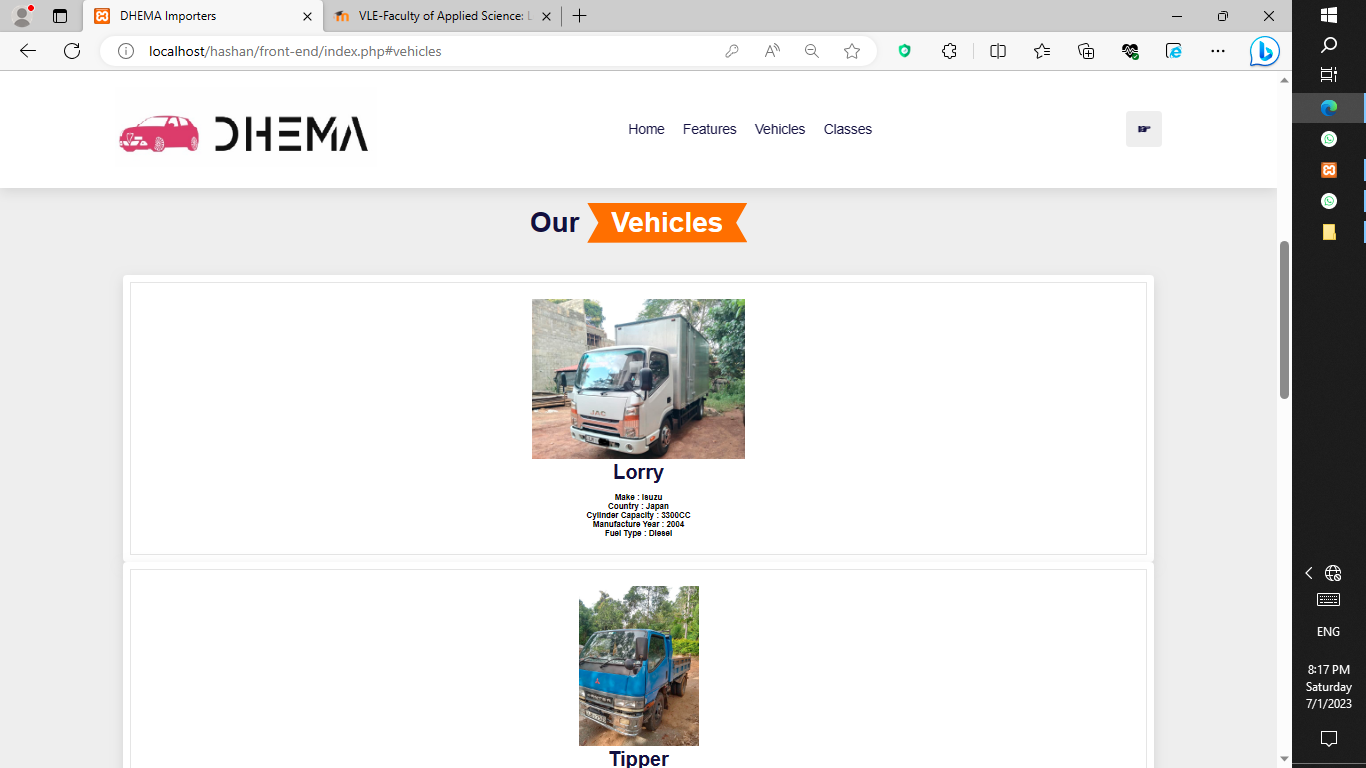 DHEMA Importers
VLE-Faculty of Applied Science: L
localhost/hashan/front-end/index.php#vehicles
DHEMA
Home Features Vehicles Classes
Our Vehicles
JAC
Lorry
Make : Isuzu
Country : Japan
Cylinder Capacity : 3300CC
Manufacture Year : 2004
Fuel Type : Diesel
CANTER
Tipper
ENG
8:17 PM
Saturday
7/1/2023